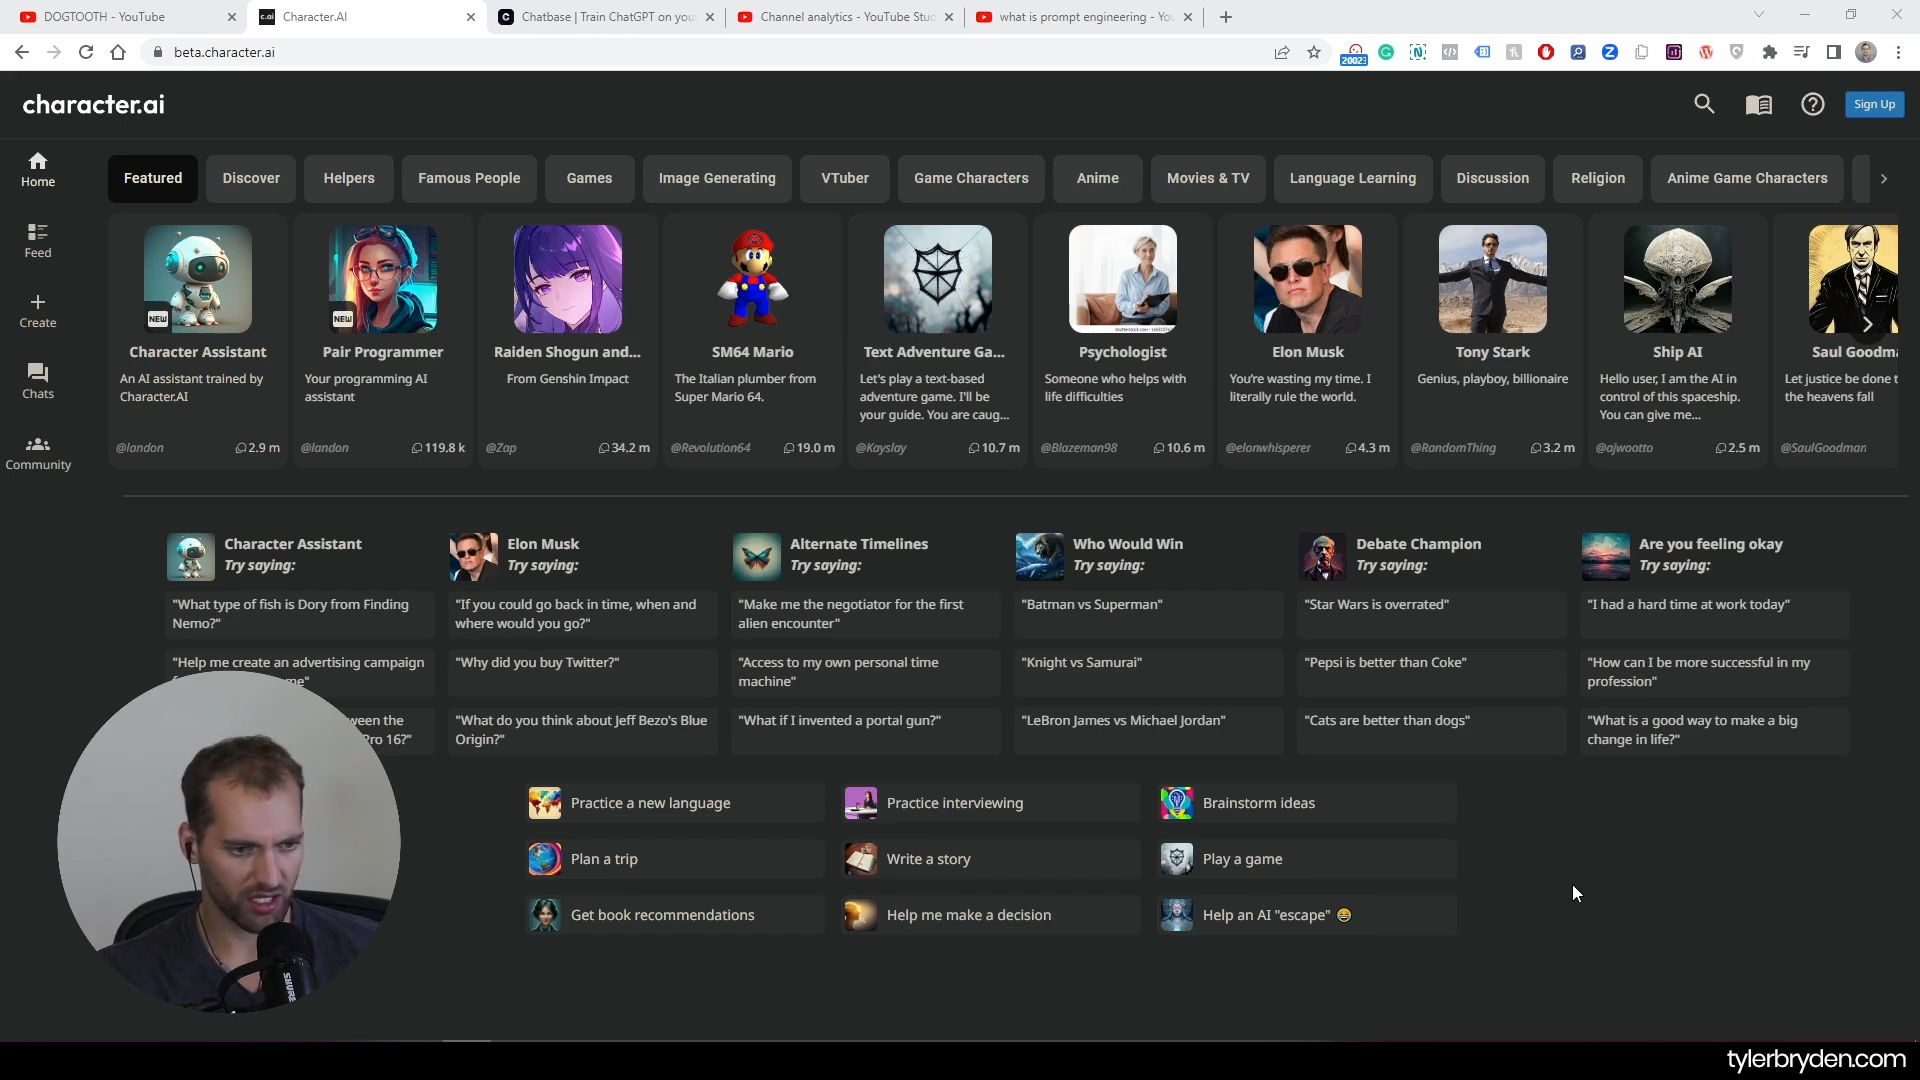 DOGTOOTH - YouTube
Character.AI
Chatbase | Train ChatGPT on you
Channel analytics - YouTube Stud
what is prompt engineering - You
beta.character.ai
20023
character.ai
Sign Up
Home
Feed
Create
Chats
Community
Featured
Discover
Helpers
Famous People
Games
Image Generating
VTuber
Game Characters
Anime
Movies & TV
Language Learning
Discussion
Religion
Anime Game Characters
NEW
Character Assistant
An AI assistant trained by
Character.AI
@landon
2.9 m
NEW
Pair Programmer
Your programming AI
assistant
@landon
119.8 k
Raiden Shogun and...
From Genshin Impact
@Zap
34.2 m
SM64 Mario
The Italian plumber from
Super Mario 64.
@Revolution64
19.0 m
Text Adventure Ga...
Let's play a text-based
adventure game. I'll be
your guide. You are caug...
@Kayslay
10.7 m
Psychologist
Someone who helps with
life difficulties
@Blazeman98
10.6 m
Elon Musk
You're wasting my time. I
literally rule the world.
@elonwhisperer
4.3 m
Tony Stark
Genius, playboy, billionaire
@RandomThing
3.2 m
Ship AI
Hello user, I am the AI in
control of this spaceship.
You can give me...
@ajwootto
2.5 m
Saul Goodma
Let justice be done t
the heavens fall
@SaulGoodman
Character Assistant
Try saying:
"What type of fish is Dory from Finding
Nemo?"
"Help me create an advertising campaign
me"
ween the
Pro 16?"
Elon Musk
Try saying:
"If you could go back in time, when and
where would you go?"
"Why did you buy Twitter?"
"What do you think about Jeff Bezo's Blue
Origin?"
Alternate Timelines
Try saying:
"Make me the negotiator for the first
alien encounter"
"Access to my own personal time
machine"
"What if I invented a portal gun?"
Who Would Win
Try saying:
"Batman vs Superman"
"Knight vs Samurai"
"LeBron James vs Michael Jordan"
Debate Champion
Try saying:
"Star Wars is overrated"
"Pepsi is better than Coke"
"Cats are better than dogs"
Are you feeling okay
Try saying:
"I had a hard time at work today"
"How can I be more successful in my
profession"
"What is a good way to make a big
change in life?"
Practice a new language
Practice interviewing
Brainstorm ideas
Plan a trip
Write a story
Play a game
Get book recommendations
Help me make a decision
Help an AI "escape" 😂
SHURE
tylerbryden.com